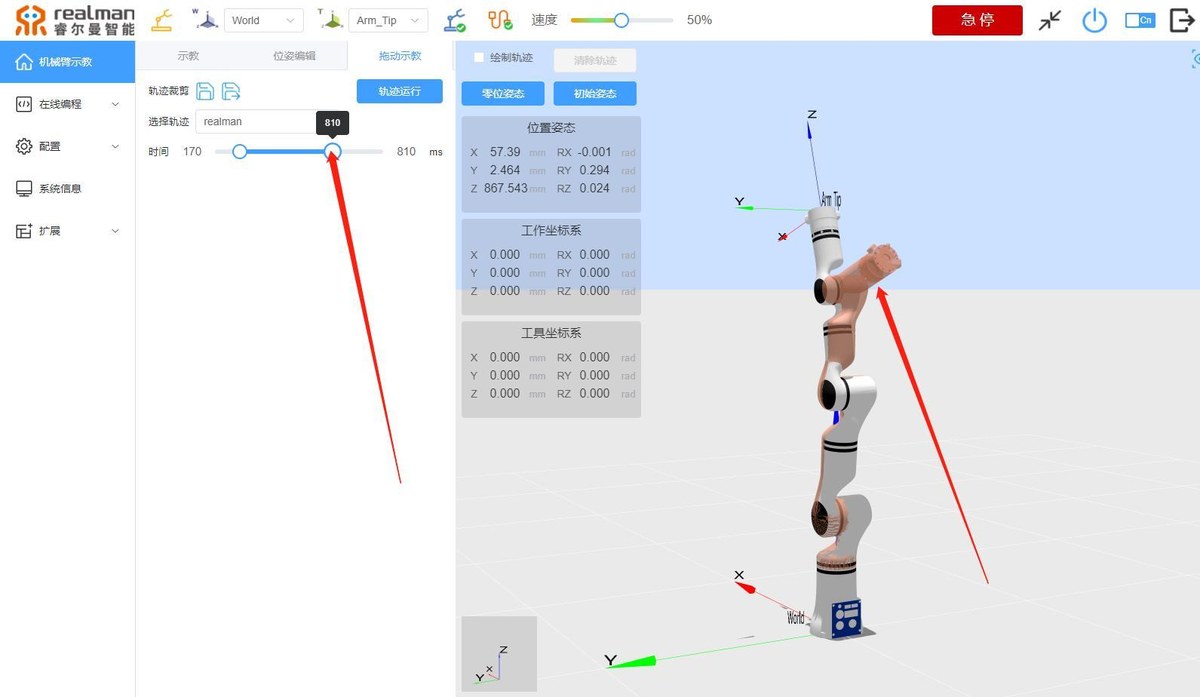 realman
睿尔曼智能
W
World
T
Arm_Tip
速度
50%
急停
Cn
机械臂示教
在线编程
配置
系统信息
扩展
示教
位姿编辑
拖动示教
轨迹裁剪
轨迹运行
选择轨迹
realman
810
时间
170
810
ms
绘制轨迹
清除轨迹
零位姿态
初始姿态
位置姿态
X 57.39 mm RX -0.001 rad
Y 2.464 mm RY 0.294 rad
Z 867.543 mm RZ 0.024 rad
工作坐标系
X 0.000 mm RX 0.000 rad
Y 0.000 mm RY 0.000 rad
Z 0.000 mm RZ 0.000 rad
工具坐标系
X 0.000 mm RX 0.000 rad
Y 0.000 mm RY 0.000 rad
Z 0.000 mm RZ 0.000 rad
Z
Y
Arm Tip
X
X
World
Y
Z
X
Y